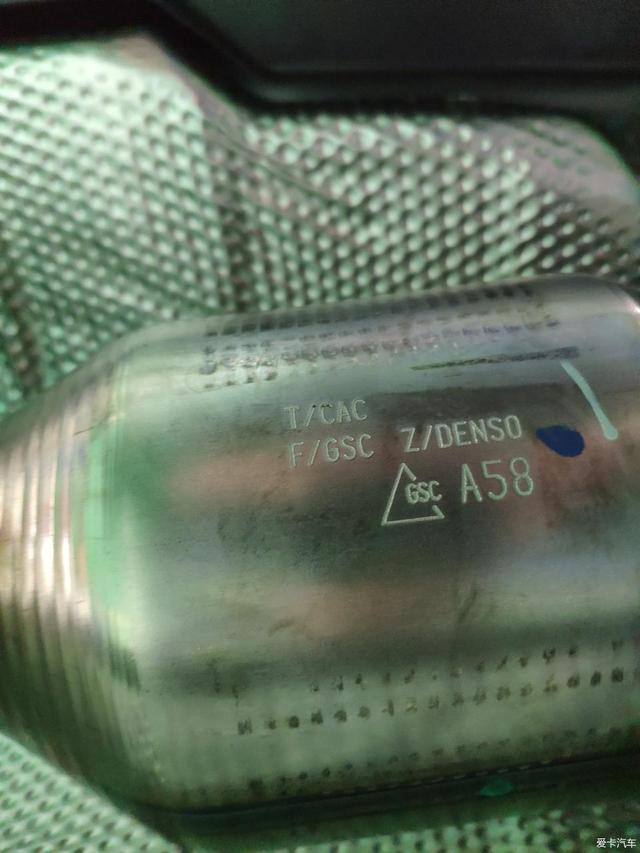 T/CAC
F/GSC Z/DENSO
GSC A58
爱卡汽车